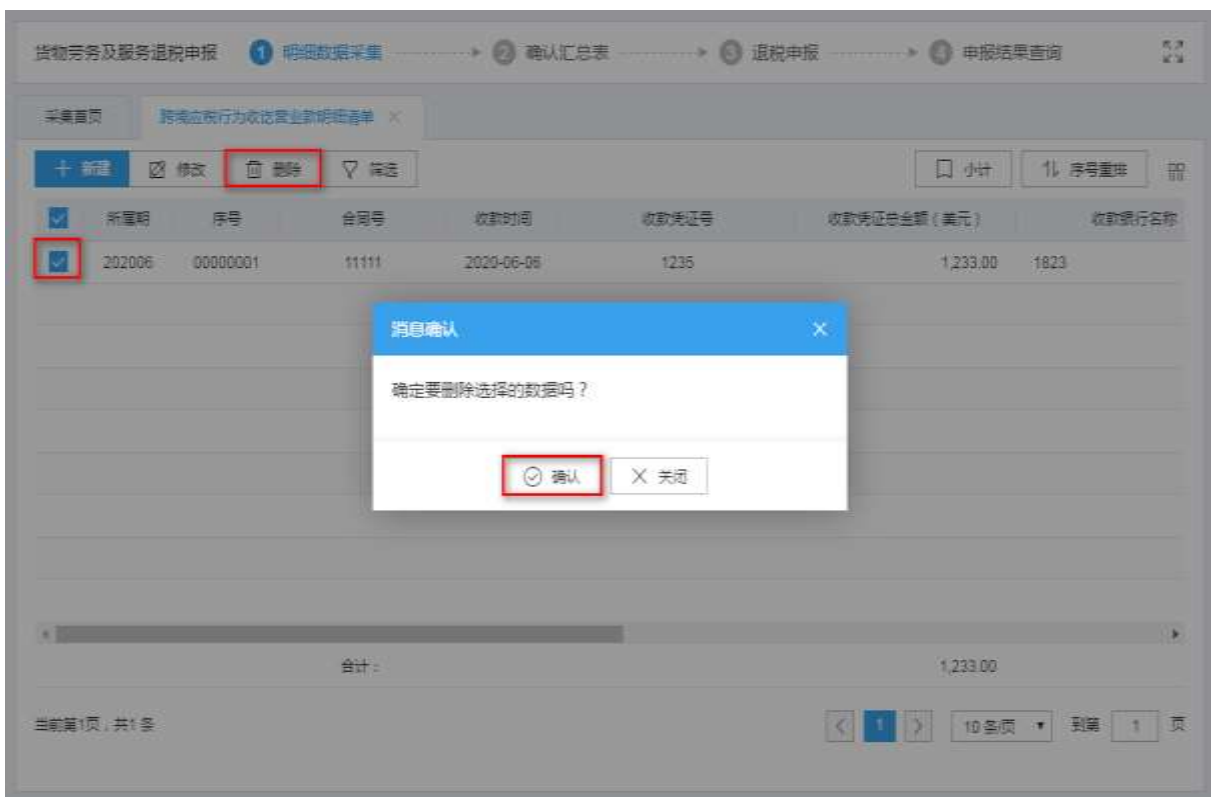 货物劳务及服务退税申报 1 明细数据采集 2 确认汇总表 3 退税申报 4 申报结果查询
采集首页 跨境应税行为收讫营业款明细清单
新建 修改 删除 筛选 小计 序号重排
所属期 序号 合同号 收款时间 收款凭证号 收款凭证总金额（美元） 收款银行名称
202006 00000001 11111 2020-06-06 1235 1,233.00 1823
消息确认
确定要删除选择的数据吗？
确认 关闭
合计： 1,233.00
当前第1页，共1条 1 10 条/页 到第 1 页